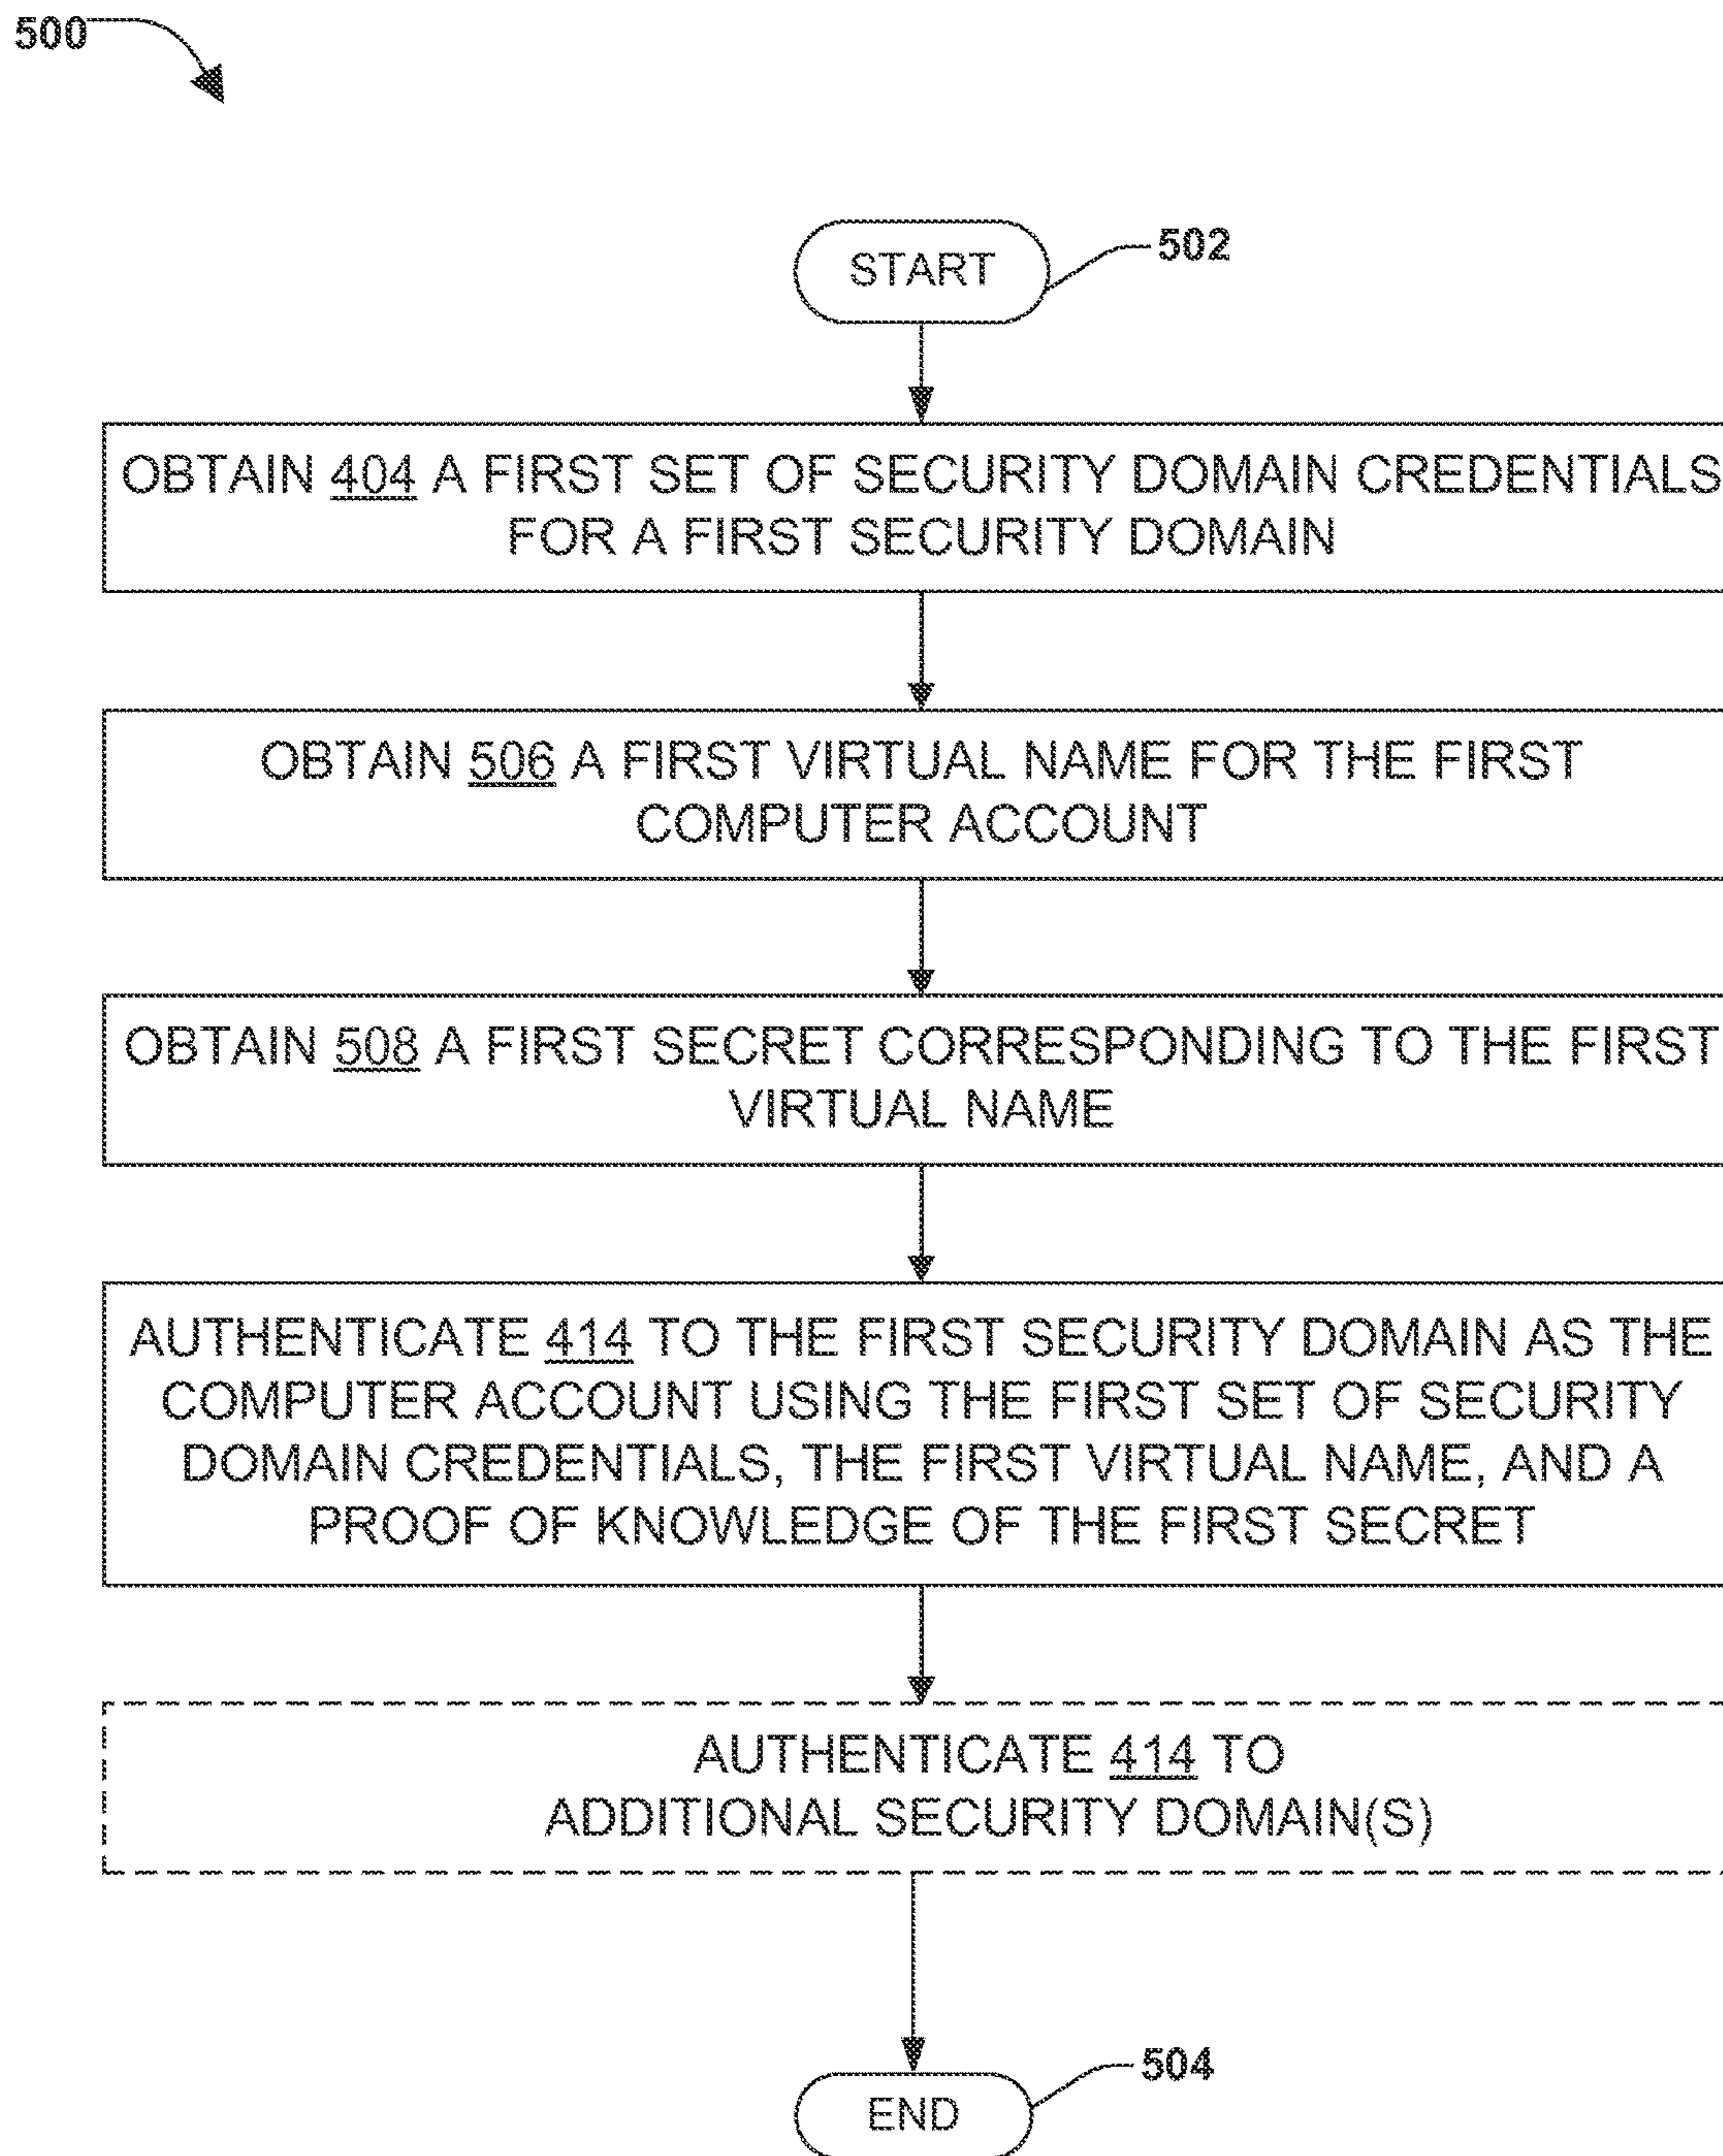 500
START
502
OBTAIN 404 A FIRST SET OF SECURITY DOMAIN CREDENTIALS
FOR A FIRST SECURITY DOMAIN
OBTAIN 506 A FIRST VIRTUAL NAME FOR THE FIRST
COMPUTER ACCOUNT
OBTAIN 508 A FIRST SECRET CORRESPONDING TO THE FIRST
VIRTUAL NAME
AUTHENTICATE 414 TO THE FIRST SECURITY DOMAIN AS THE
COMPUTER ACCOUNT USING THE FIRST SET OF SECURITY
DOMAIN CREDENTIALS, THE FIRST VIRTUAL NAME, AND A
PROOF OF KNOWLEDGE OF THE FIRST SECRET
AUTHENTICATE 414 TO
ADDITIONAL SECURITY DOMAIN(S)
504
END